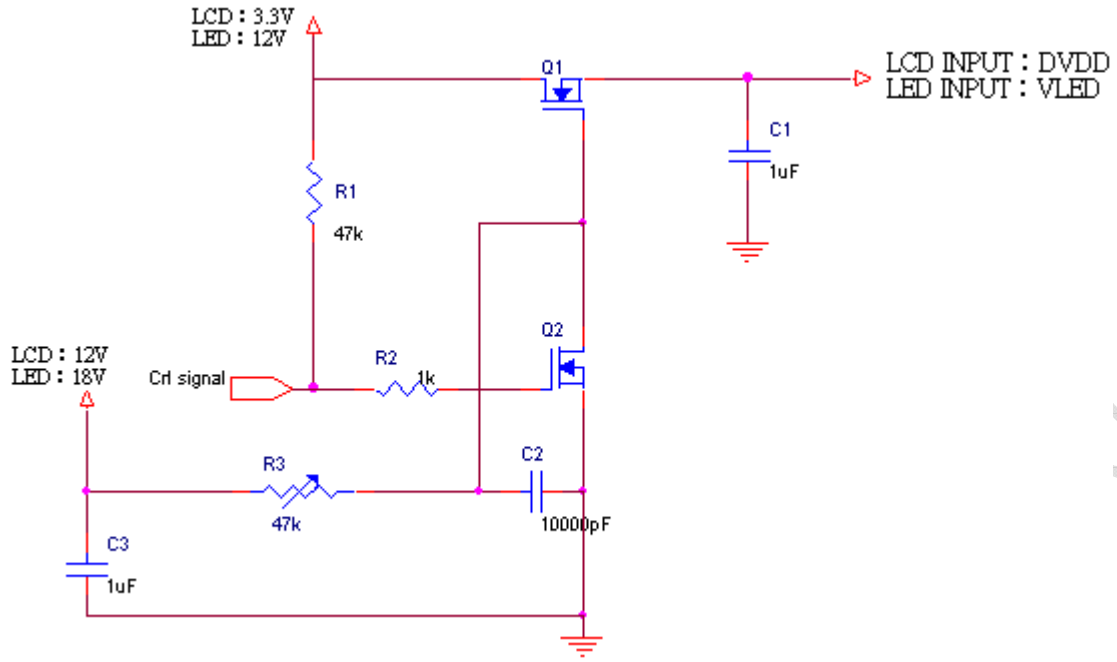 LCD : 3.3V
LED : 12V
Q1
LCD INPUT : DVDD
LED INPUT : VLED
C1
1uF
R1
47k
Q2
LCD : 12V
LED : 18V
R2
1k
Crl signal
R3
47k
C2
10000pF
C3
1uF